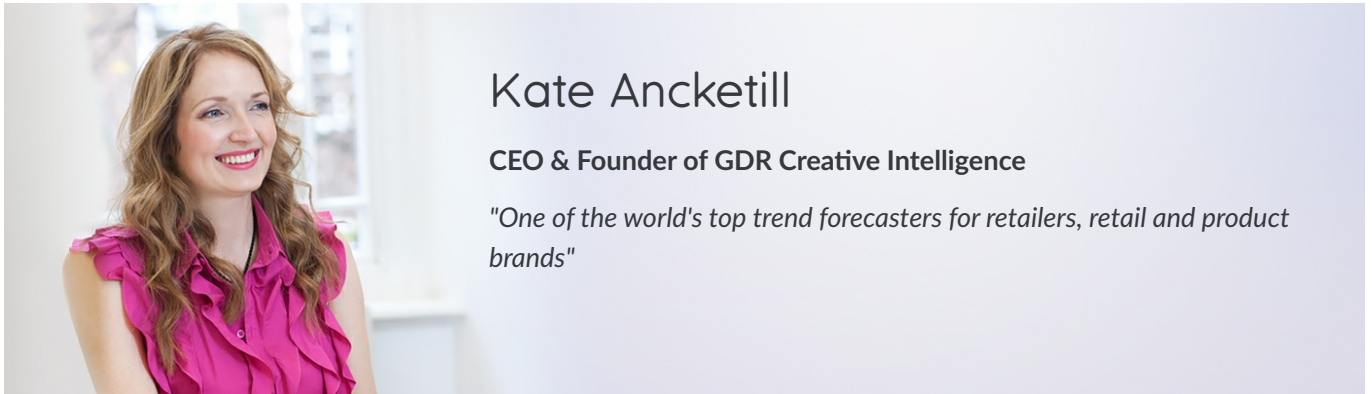 Kate Ancketill
CEO & Founder of GDR Creative Intelligence
"One of the world's top trend forecasters for retailers, retail and product
brands"